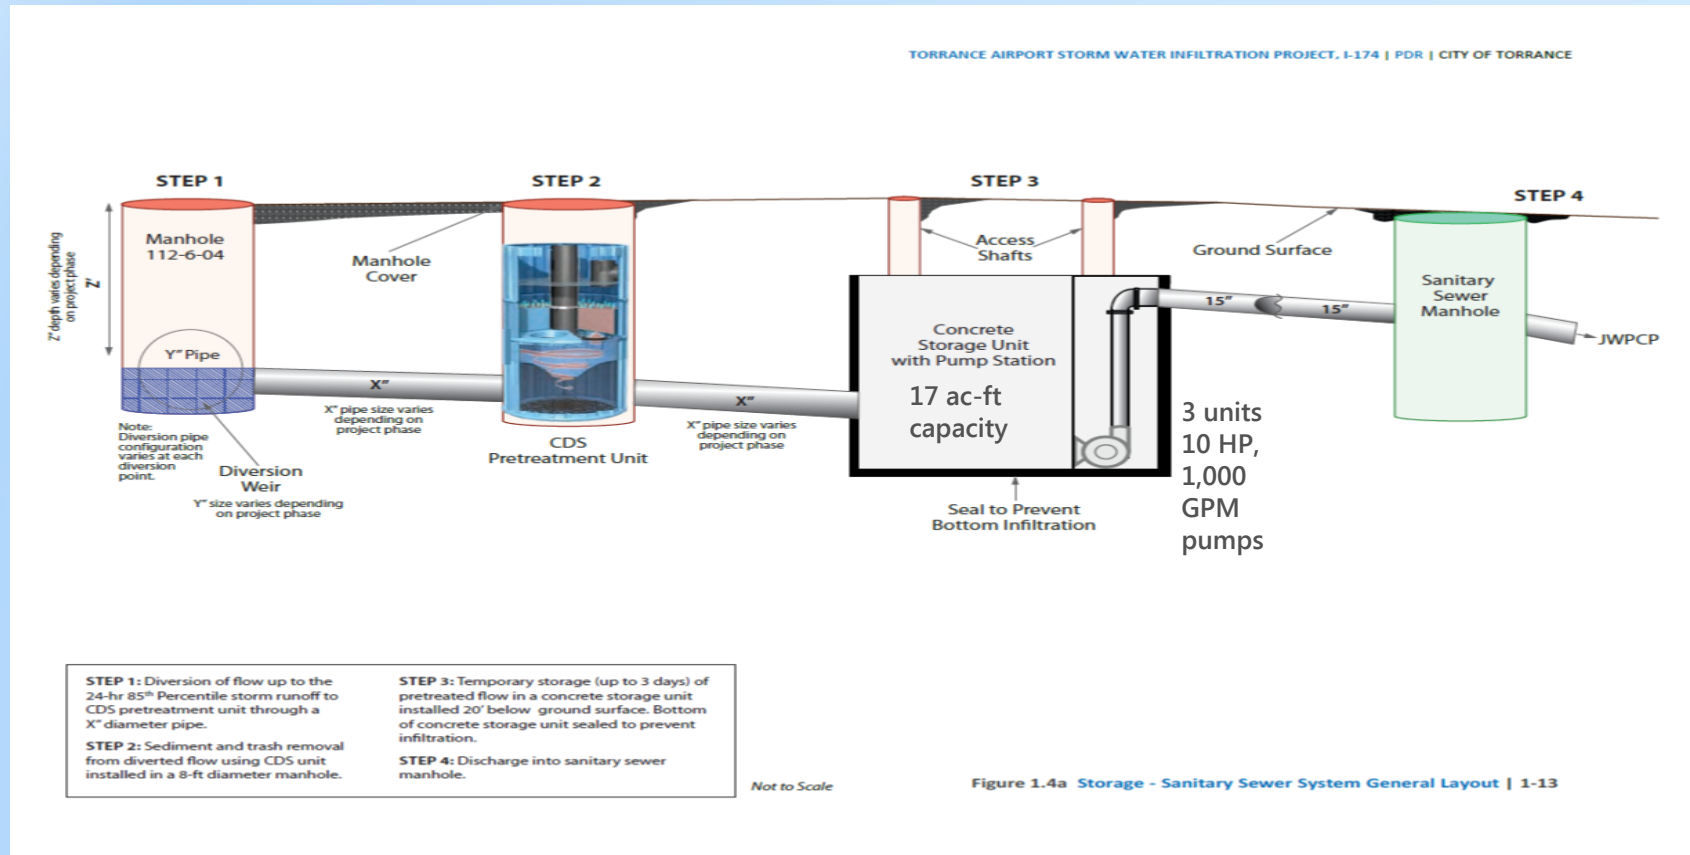 TORRANCE AIRPORT STORM WATER INFILTRATION PROJECT, I-174 | PDR | CITY OF TORRANCE
STEP 1
STEP 2
STEP 3
STEP 4
Manhole
112-6-04
Z" depth varies depending
on project phase
Z'
Y" Pipe
Manhole
Cover
Access
Shafts
Ground Surface
Sanitary
Sewer
Manhole
Concrete
Storage Unit
with Pump Station
17 ac-ft
capacity
15"
15"
JWPCP
X"
X" pipe size varies
depending on
project phase
X"
X" pipe size varies
depending on
project phase
Note:
Diversion pipe
configuration
varies at each
diversion
point.
Diversion
Weir
Y" size varies depending
on project phase
CDS
Pretreatment Unit
3 units
10 HP,
1,000
GPM
pumps
Seal to Prevent
Bottom Infiltration
STEP 1: Diversion of flow up to the
24-hr 85th Percentile storm runoff to
CDS pretreatment unit through a
X" diameter pipe.
STEP 2: Sediment and trash removal
from diverted flow using CDS unit
installed in a 8-ft diameter manhole.
STEP 3: Temporary storage (up to 3 days) of
pretreated flow in a concrete storage unit
installed 20' below ground surface. Bottom
of concrete storage unit sealed to prevent
infiltration.
STEP 4: Discharge into sanitary sewer
manhole.
Not to Scale
Figure 1.4a Storage - Sanitary Sewer System General Layout | 1-13